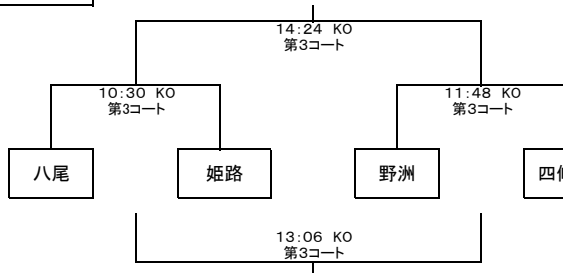 14:24 KO
第3コート
10:30 KO
第3コート
11:48 KO
第3コート
八尾
姫路
野洲
四
13:06 KO
第3コート